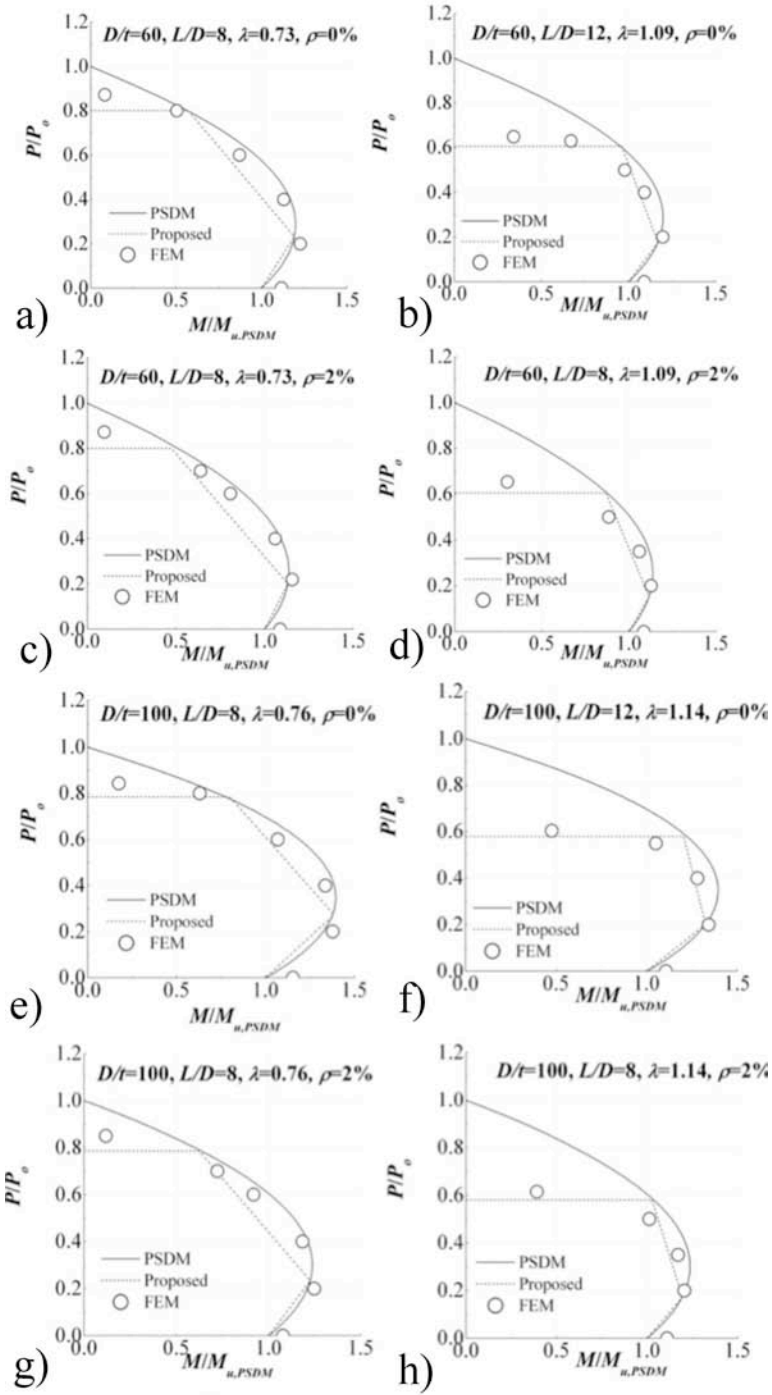 D/t=60, L/D=8, λ=0.73, ρ=0%
1.2
1.0
0.8
0.6
0.4
0.2
0.0
P/Po
PSDM
Proposed
FEM
0.0 0.5 1.0 1.5
M/Mu,PSDM
a)
D/t=60, L/D=12, λ=1.09, ρ=0%
1.2
1.0
0.8
0.6
0.4
0.2
0.0
P/Po
PSDM
Proposed
FEM
0.0 0.5 1.0 1.5
M/Mu,PSDM
b)
D/t=60, L/D=8, λ=0.73, ρ=2%
1.2
1.0
0.8
0.6
0.4
0.2
0.0
P/Po
PSDM
Proposed
FEM
0.0 0.5 1.0 1.5
M/Mu,PSDM
c)
D/t=60, L/D=8, λ=1.09, ρ=2%
1.2
1.0
0.8
0.6
0.4
0.2
0.0
P/Po
PSDM
Proposed
FEM
0.0 0.5 1.0 1.5
M/Mu,PSDM
d)
D/t=100, L/D=8, λ=0.76, ρ=0%
1.2
1.0
0.8
0.6
0.4
0.2
0.0
P/Po
PSDM
Proposed
FEM
0.0 0.5 1.0 1.5
M/Mu,PSDM
e)
D/t=100, L/D=12, λ=1.14, ρ=0%
1.2
1.0
0.8
0.6
0.4
0.2
0.0
P/Po
PSDM
Proposed
FEM
0.0 0.5 1.0 1.5
M/Mu,PSDM
f)
D/t=100, L/D=8, λ=0.76, ρ=2%
1.2
1.0
0.8
0.6
0.4
0.2
0.0
P/Po
PSDM
Proposed
FEM
0.0 0.5 1.0 1.5
M/Mu,PSDM
g)
D/t=100, L/D=8, λ=1.14, ρ=2%
1.2
1.0
0.8
0.6
0.4
0.2
0.0
P/Po
PSDM
Proposed
FEM
0.0 0.5 1.0 1.5
M/Mu,PSDM
h)